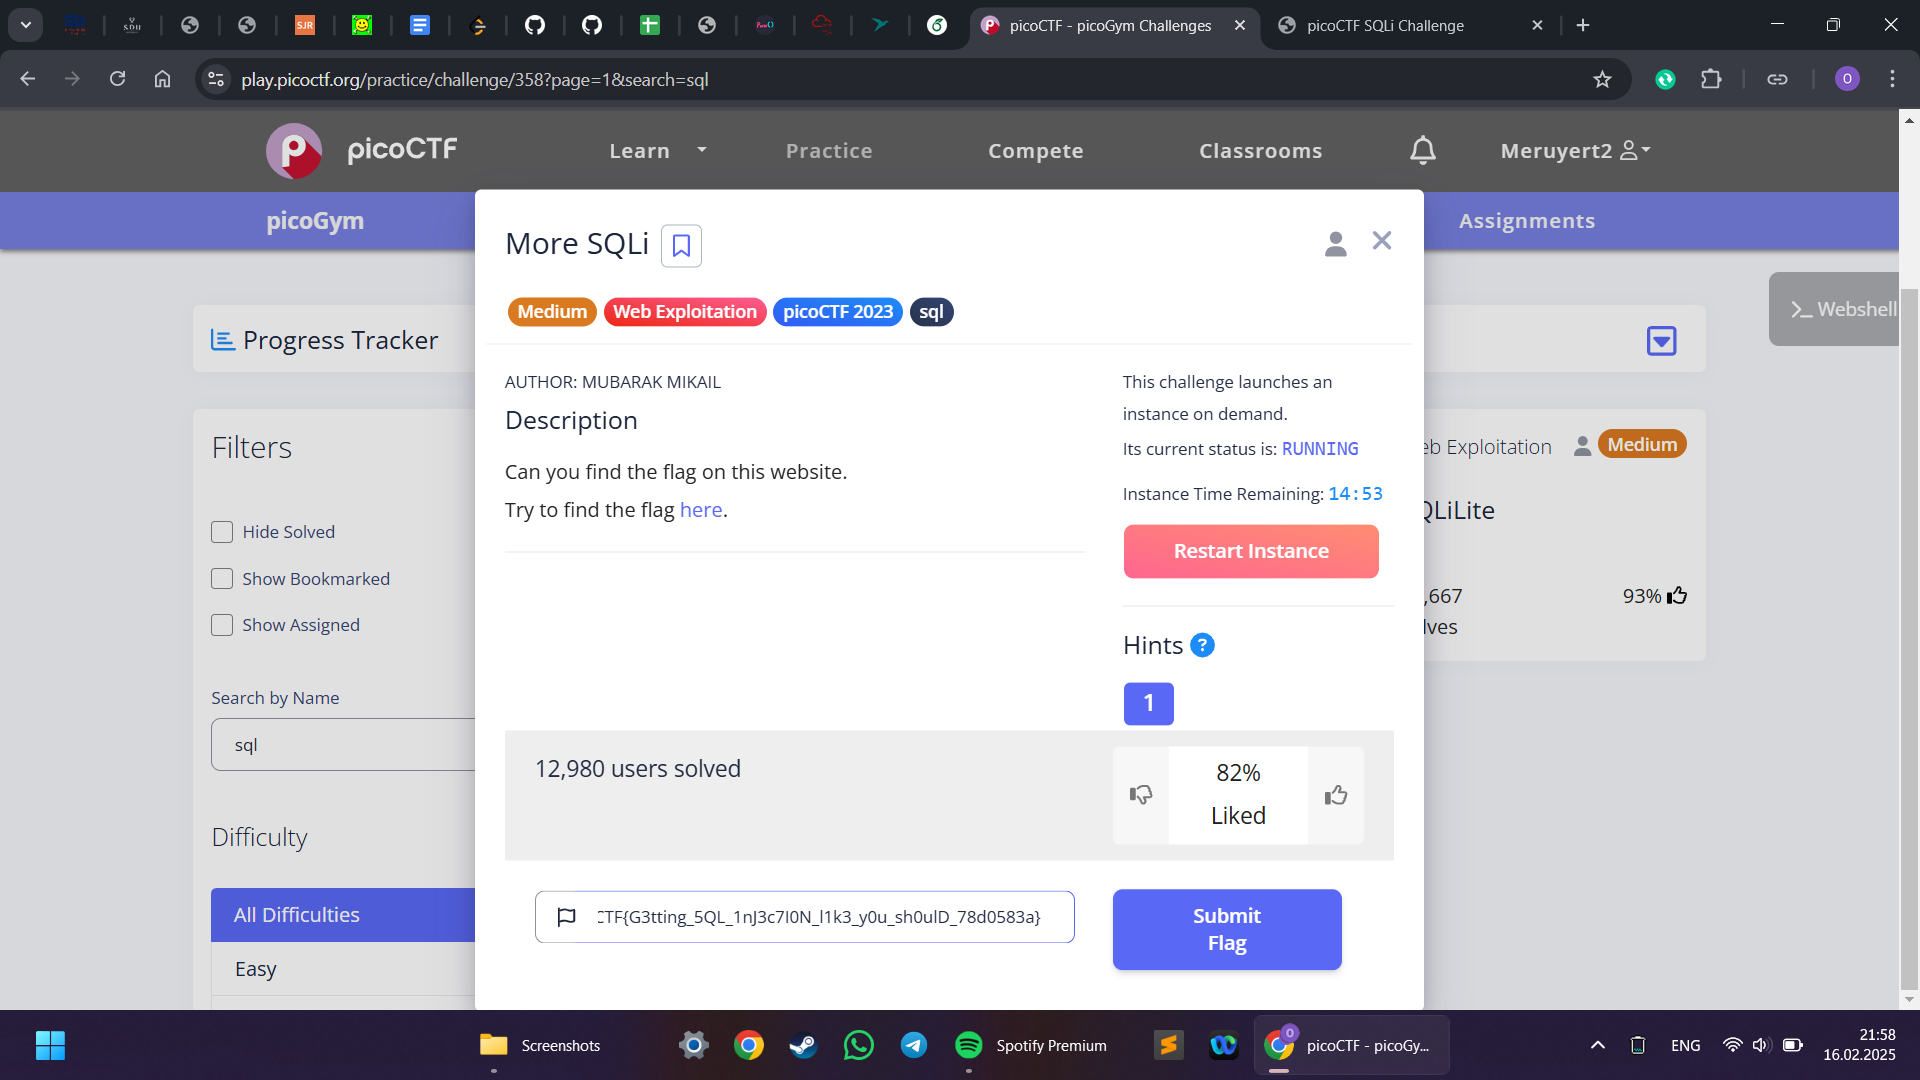 picoCTF - picoGym Challenges
picoCTF SQLi Challenge
play.picoctf.org/practice/challenge/358?page=1&search=sql
O
picoCTF
Learn
Practice
Compete
Classrooms
Meruyert2
picoGym
Assignments
More SQLi
Medium
Web Exploitation
picoCTF 2023
sql
Webshell
Progress Tracker
AUTHOR: MUBARAK MIKAIL
Description
Can you find the flag on this website.
Try to find the flag here.
This challenge launches an
instance on demand.
Its current status is: RUNNING
Instance Time Remaining: 14:53
Restart Instance
Hints ?
1
Filters
Hide Solved
Show Bookmarked
Show Assigned
Search by Name
sql
Difficulty
All Difficulties
Easy
eb Exploitation
Medium
QLiLite
,667
lves
93%
12,980 users solved
82%
Liked
CTF{G3tting_5QL_1nJ3c7I0N_l1k3_y0u_sh0ulD_78d0583a}
Submit
Flag
Screenshots
Spotify Premium
picoCTF - picoGy...
ENG
21:58
16.02.2025